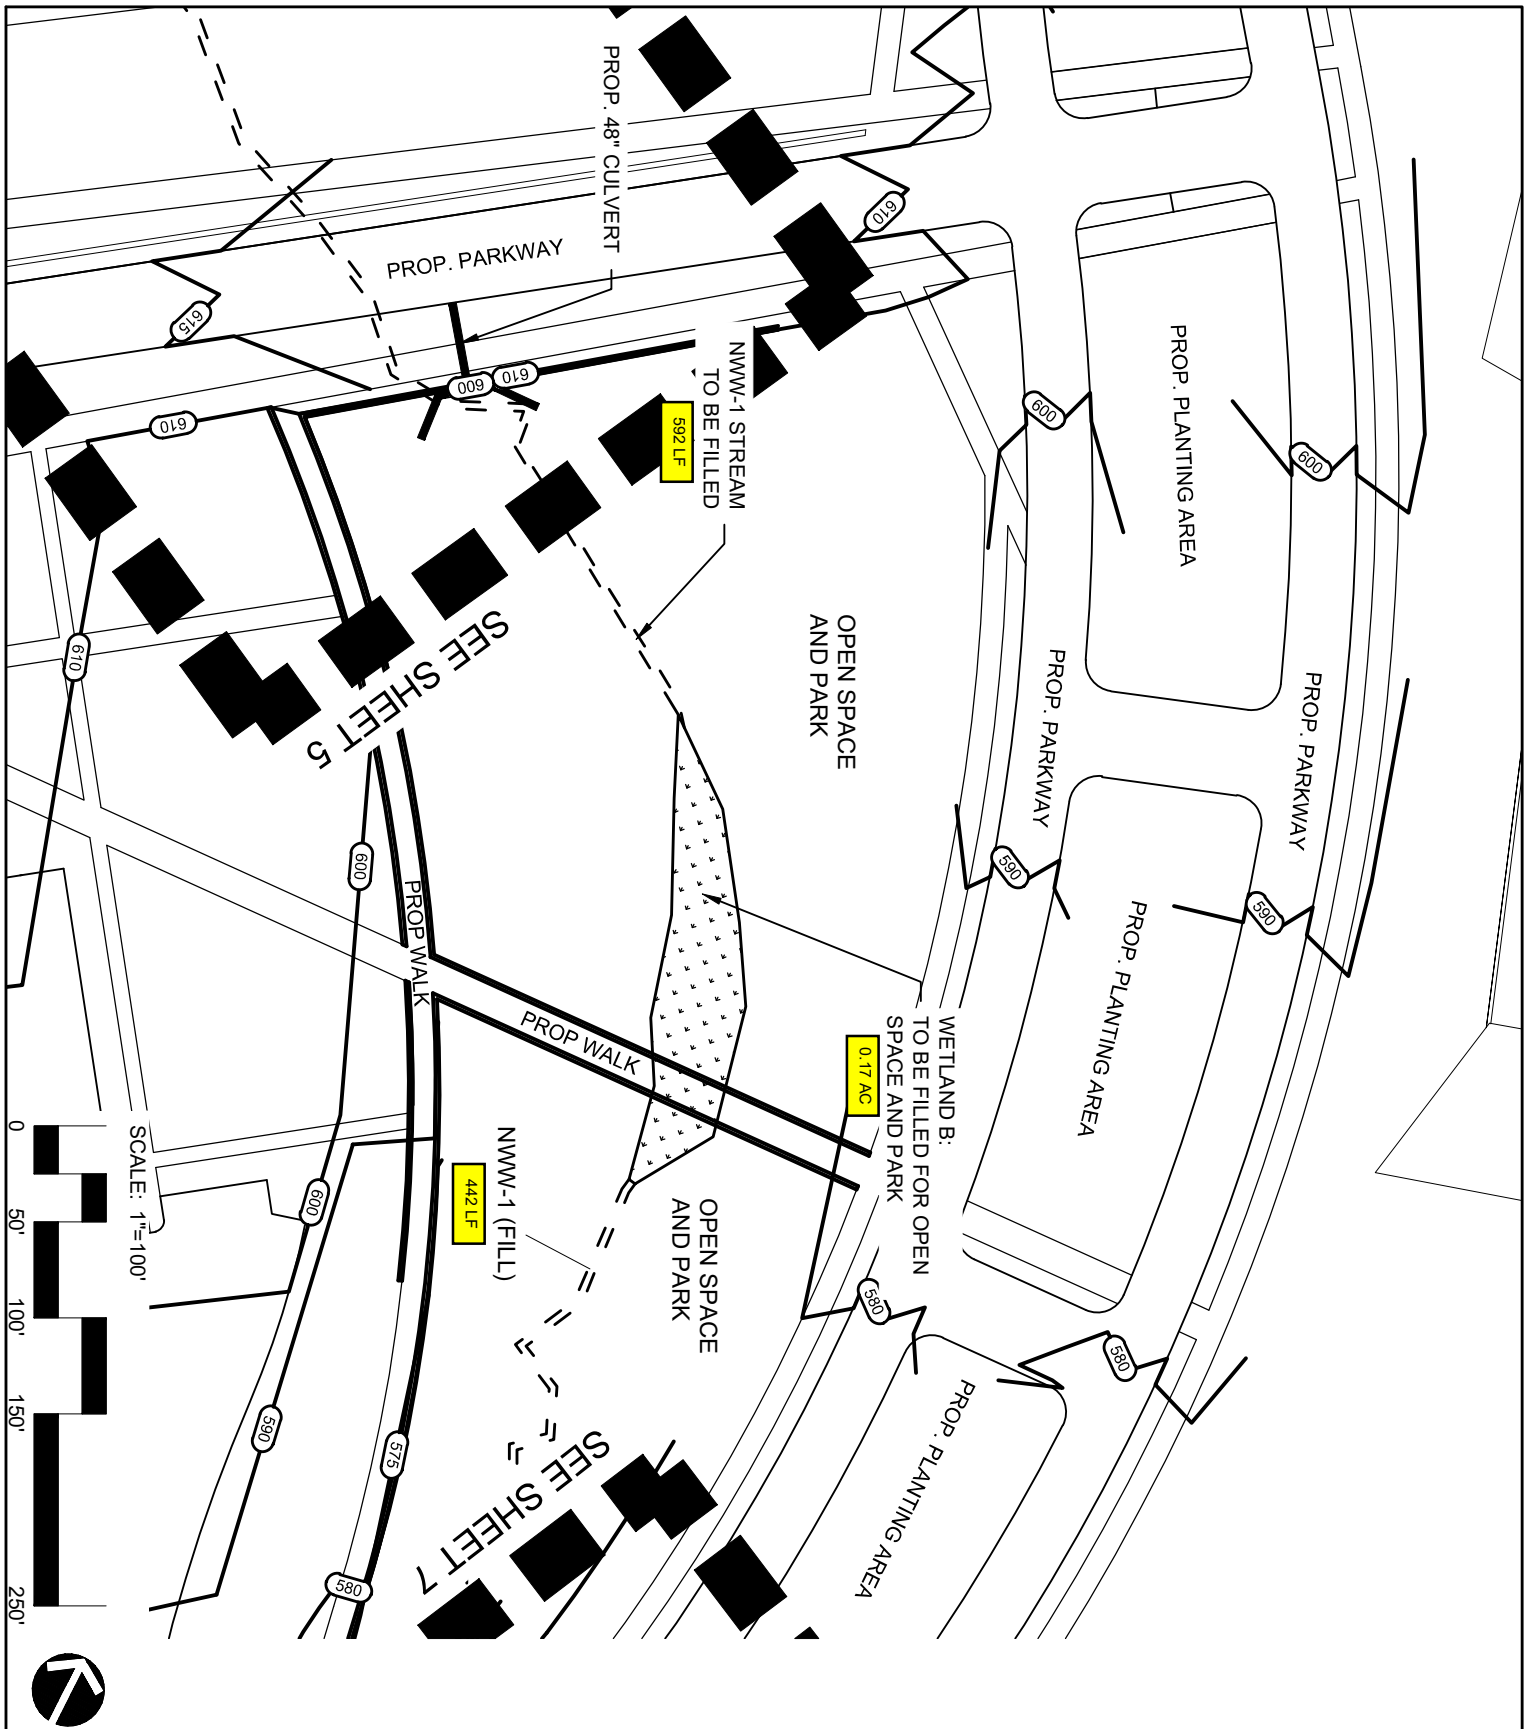 PROP. 48" CULVERT
PROP. PARKWAY
610
615
610
600
610
NWW-1 STREAM
TO BE FILLED
592 LF
SEE SHEET 5
610
600
600
PROP. PLANTING AREA
PROP. PARKWAY
PROP. PARKWAY
OPEN SPACE
AND PARK
590
590
PROP. PLANTING AREA
600
PROP WALK
PROP WALK
WETLAND B:
TO BE FILLED FOR OPEN
SPACE AND PARK
0.17 AC
NWW-1 (FILL)
442 LF
OPEN SPACE
AND PARK
580
580
PROP. PLANTING AREA
600
590
575
580
SEE SHEET 7
SCALE: 1"=100'
0 50' 100' 150' 250'